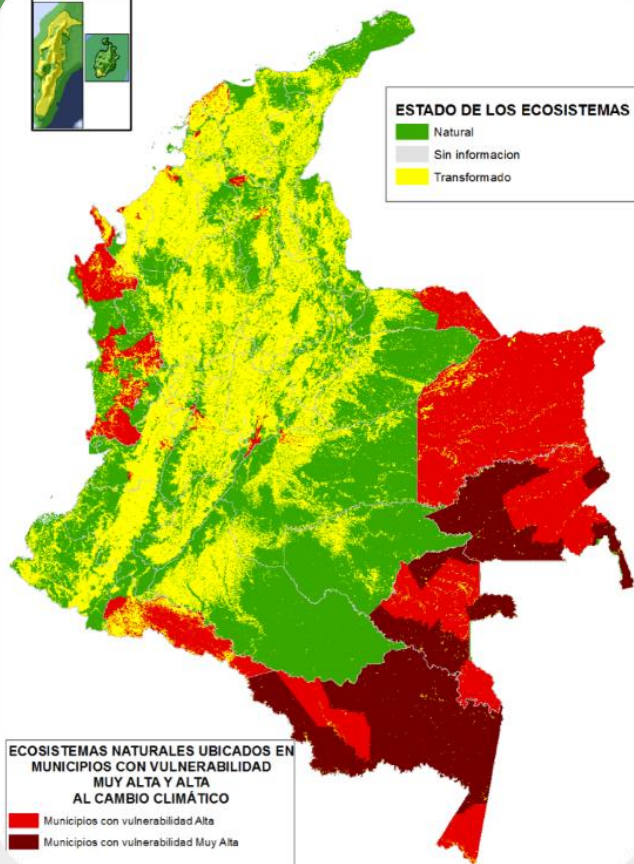 ESTADO DE LOS ECOSISTEMAS
Natural
Sin informacion
Transformado
ECOSISTEMAS NATURALES UBICADOS EN
MUNICIPIOS CON VULNERABILIDAD
MUY ALTA Y ALTA
AL CAMBIO CLIMÁTICO
Municipios con vulnerabilidad Alta
Municipios con vulnerabilidad Muy Alta